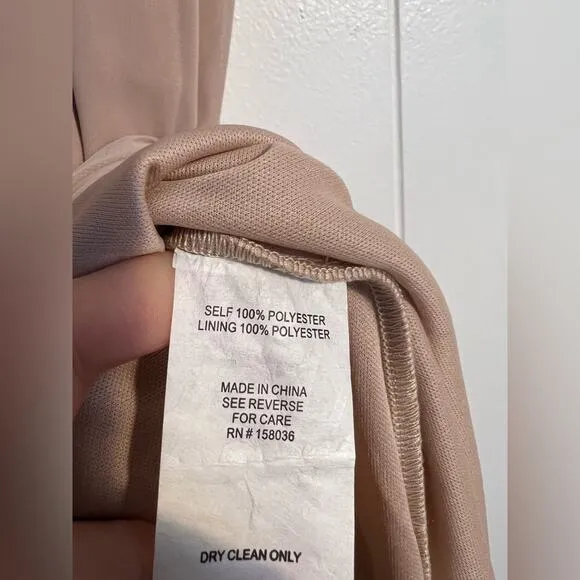 SELF 100% POLYESTER
LINING 100% POLYESTER
MADE IN CHINA
SEE REVERSE
FOR CARE
RN # 158036
DRY CLEAN ONLY